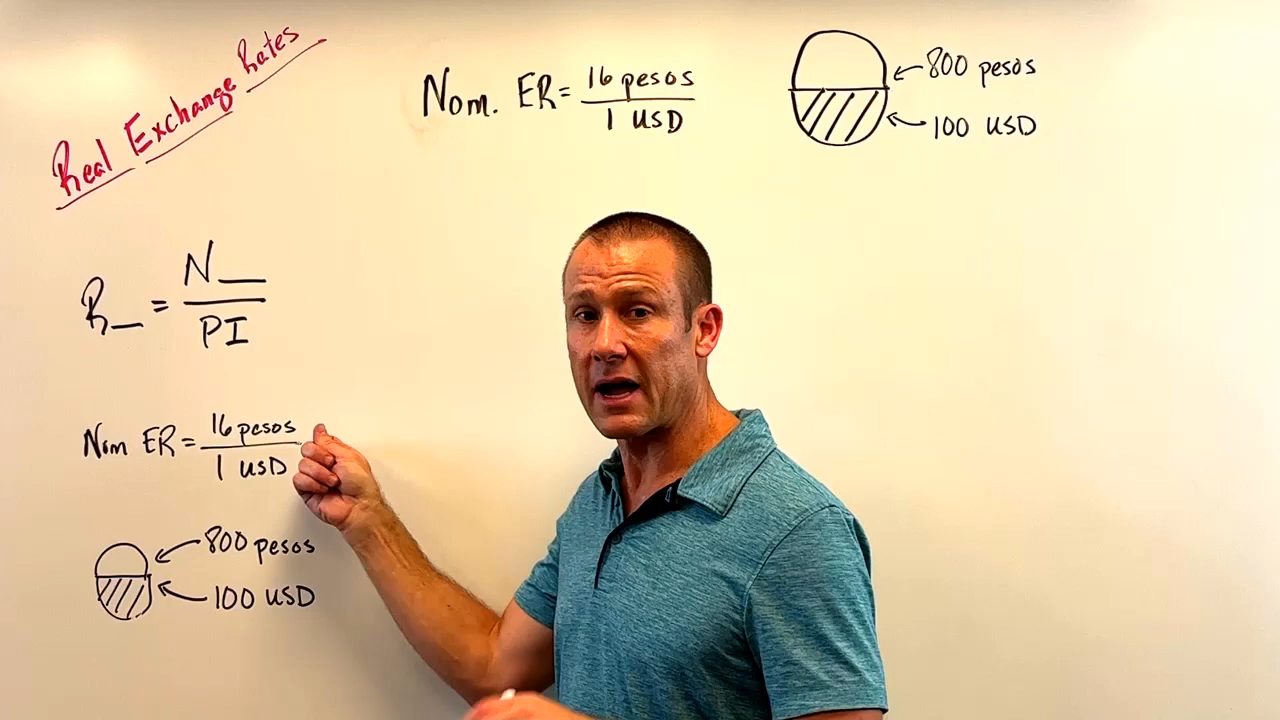 Real Exchange Rates
Nom. ER = 16 pesos
1 USD
800 pesos
100 USD
R_ = N__
PI
Nom ER = 16 pesos
1 USD
800 pesos
100 USD